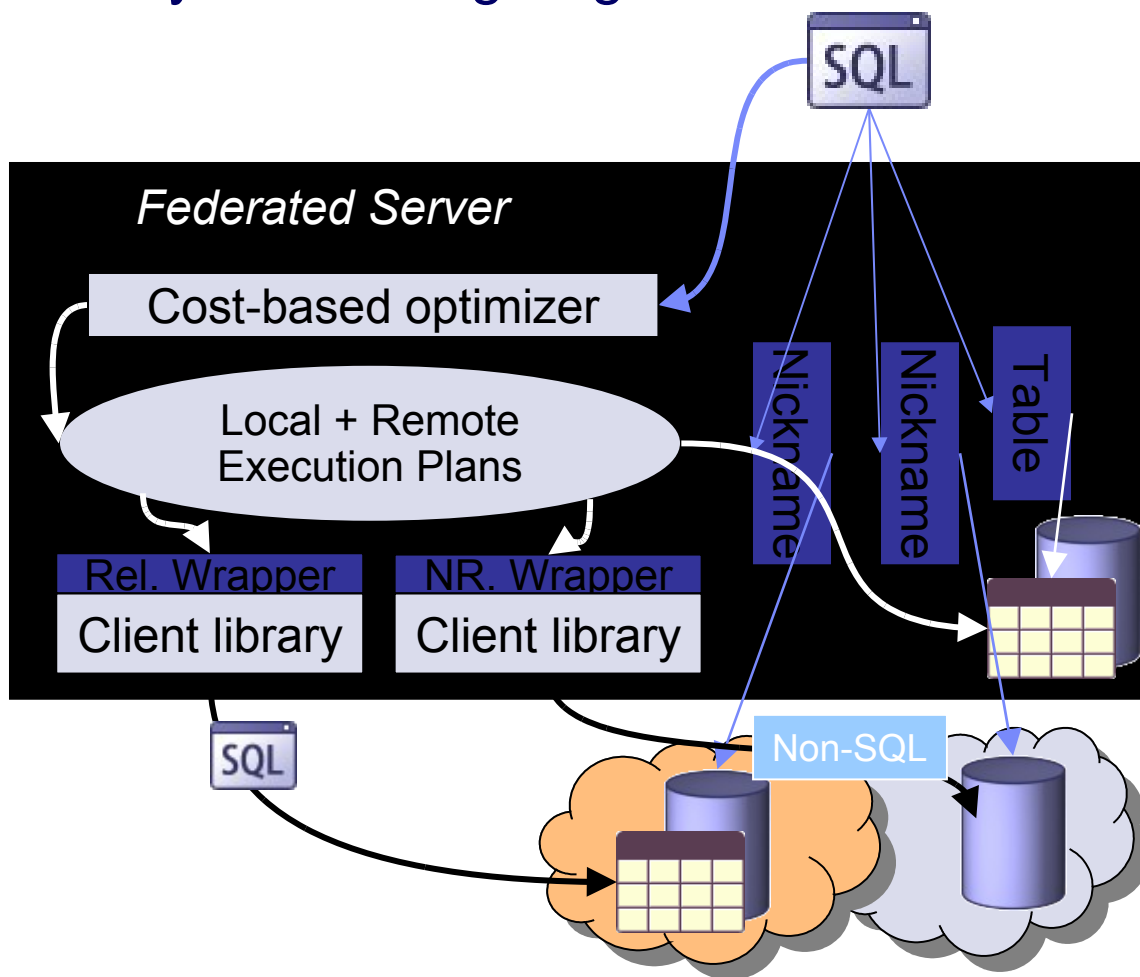 SQL
Federated Server
Cost-based optimizer
Nickname
Nickname
Table
Local + Remote
Execution Plans
Rel. Wrapper
NR. Wrapper
Client library
Client library
SQL
Non-SQL